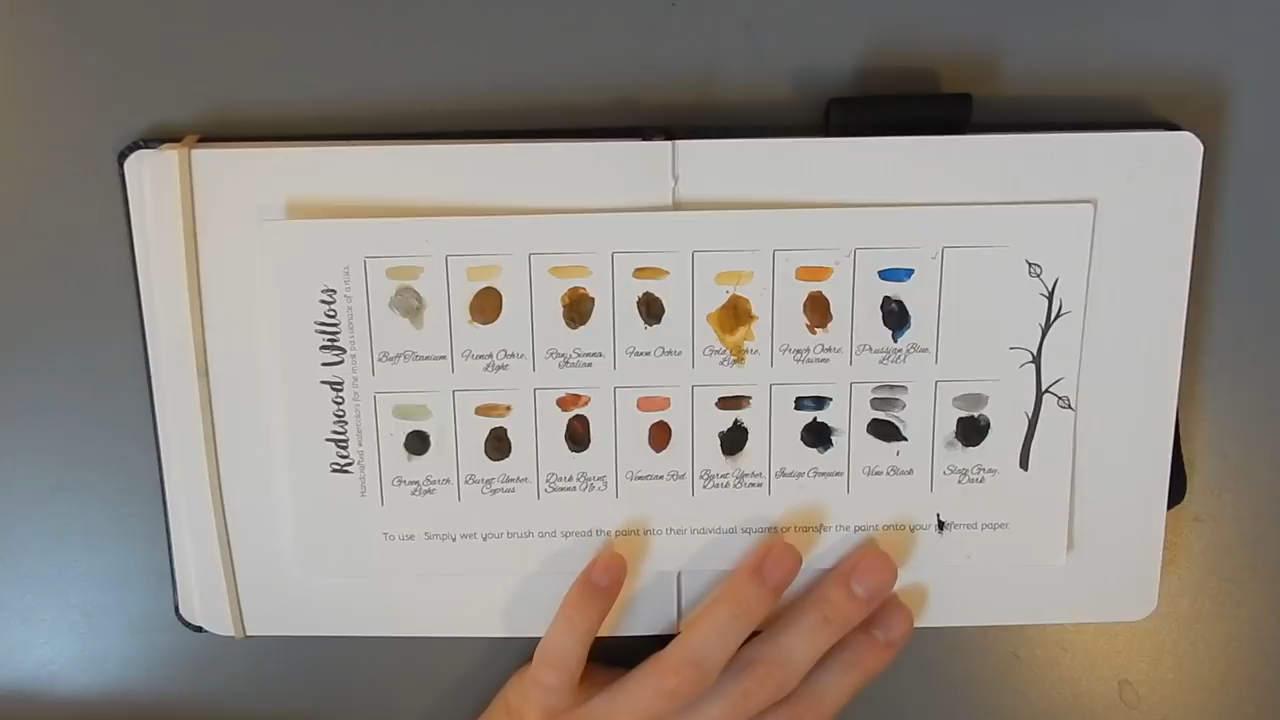 Redwood Willows
Handcrafted watercolors for the most passionate of artists.
Buff Titanium
French Ochre,
Light
Raw Sienna,
Italian
Fawn Ochre
Gold Ochre,
Light
French Ochre,
Havane
Prussian Blue,
Green Earth,
Light
Burnt Umber,
Cyprus
Dark Burnt
Sienna No.3
Venetian Red
Burnt Umber,
Dark Brown
Indigo Genuine
Vine Black
Slate Gray,
Dark
To use : Simply wet your brush and spread the paint into their individual squares or transfer the paint onto your preferred paper.